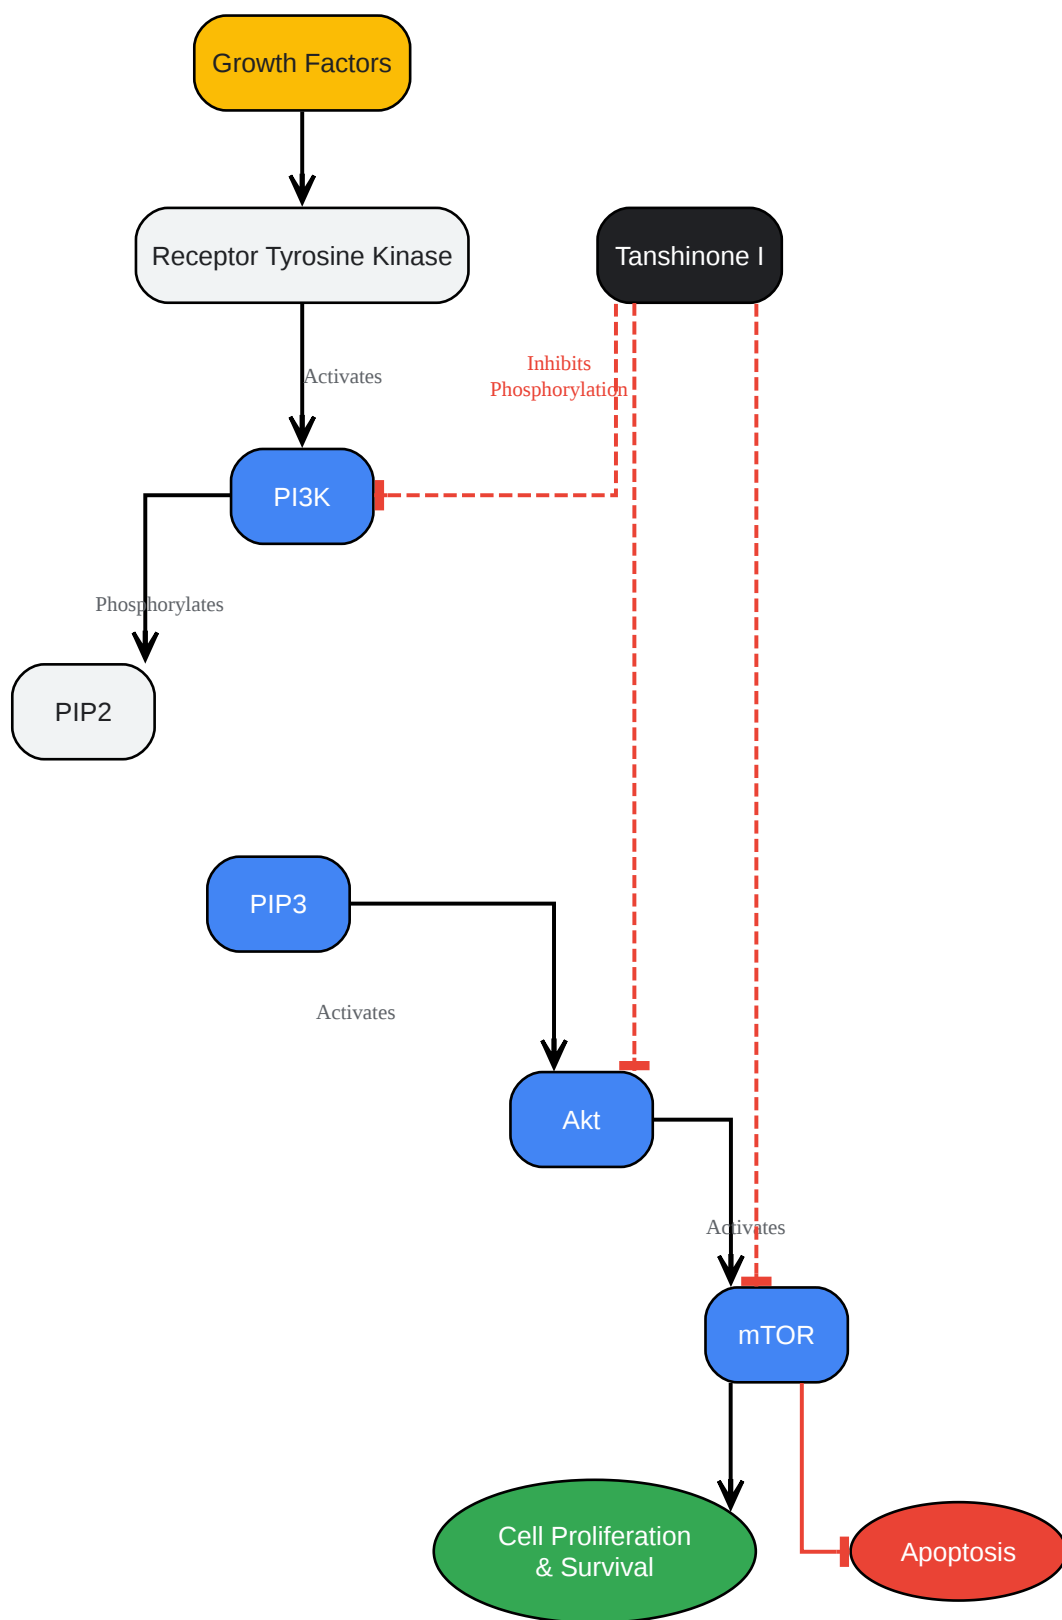 Growth Factors
Receptor Tyrosine Kinase
Tanshinone I
Activates
Inhibits
Phosphorylation
PI3K
Phosphorylates
PIP2
PIP3
Activates
Akt
Activates
mTOR
Cell Proliferation
& Survival
Apoptosis